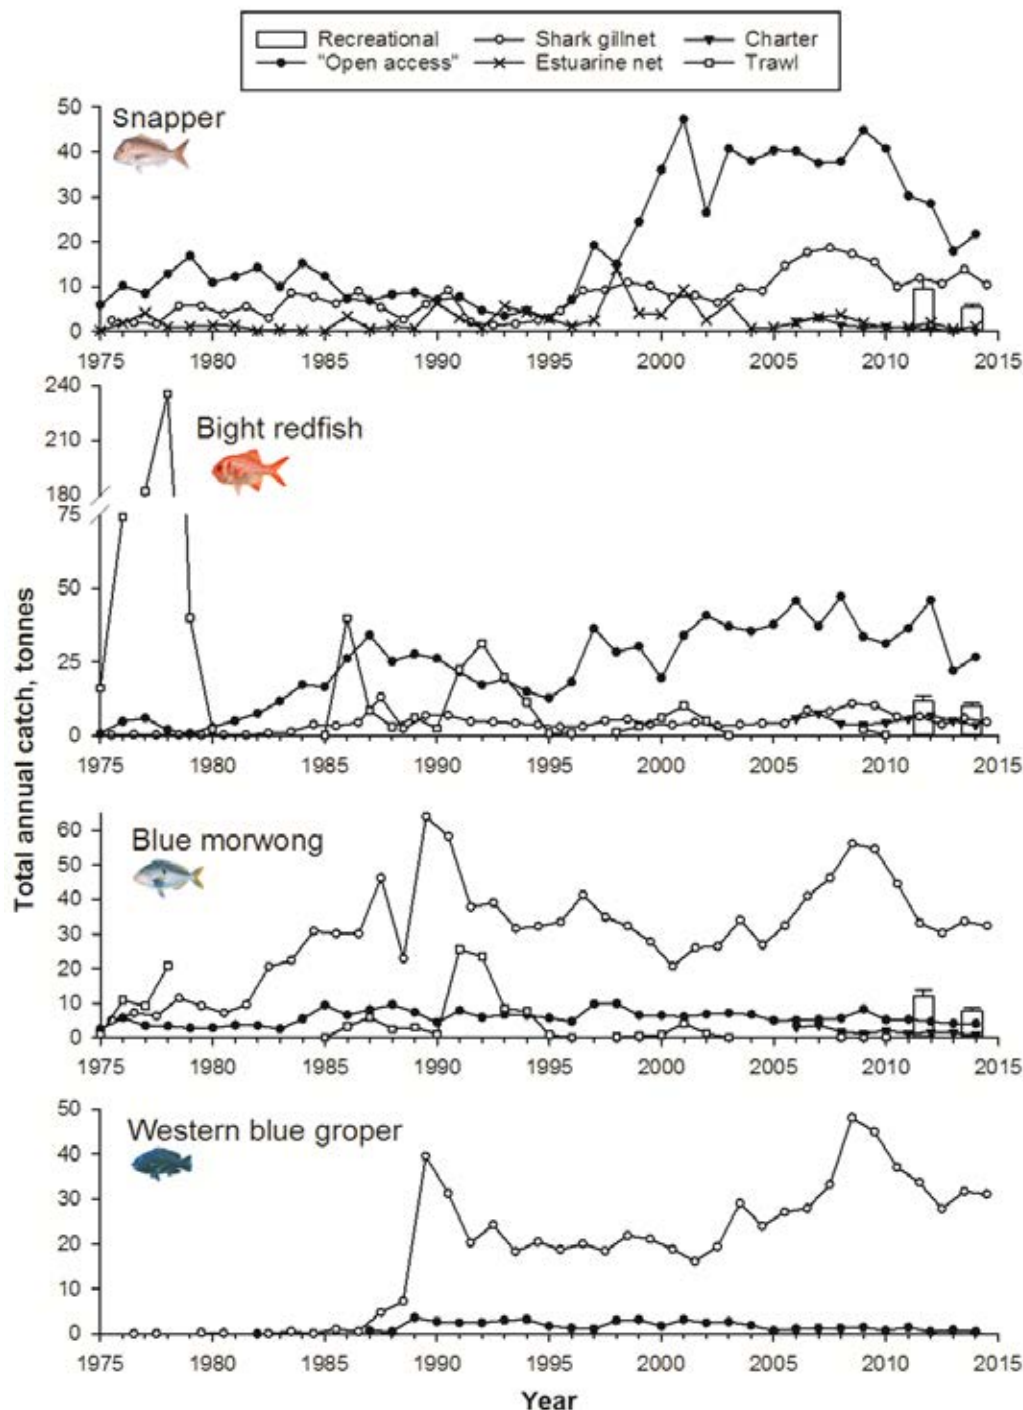 Recreational Shark gillnet Charter
"Open access" Estuarine net Trawl
Snapper
50
40
30
20
10
0
1975 1980 1985 1990 1995 2000 2005 2010 2015
Bight redfish
240
210
180
75
50
25
0
1975 1980 1985 1990 1995 2000 2005 2010 2015
Total annual catch, tonnes
Blue morwong
60
50
40
30
20
10
0
1975 1980 1985 1990 1995 2000 2005 2010 2015
Western blue groper
50
40
30
20
10
0
1975 1980 1985 1990 1995 2000 2005 2010 2015
Year